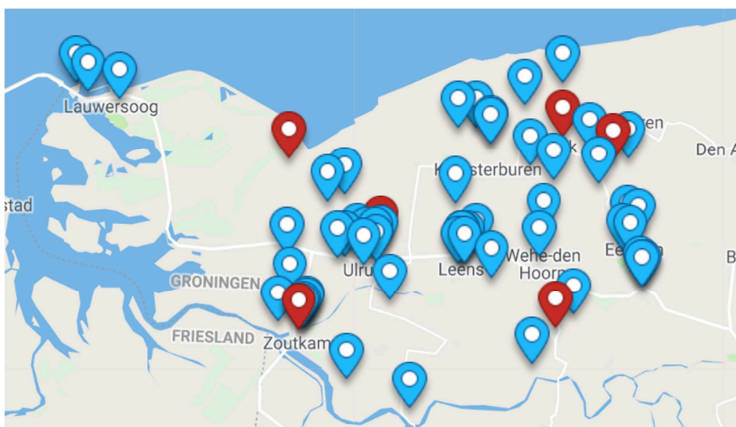 Lauwersoog
ren
Den A
k
K sterburen
stad
Ulru
Leens
Wehe-den
Hoorn
Ee n
B
GRONINGEN
FRIESLAND
Zoutkam